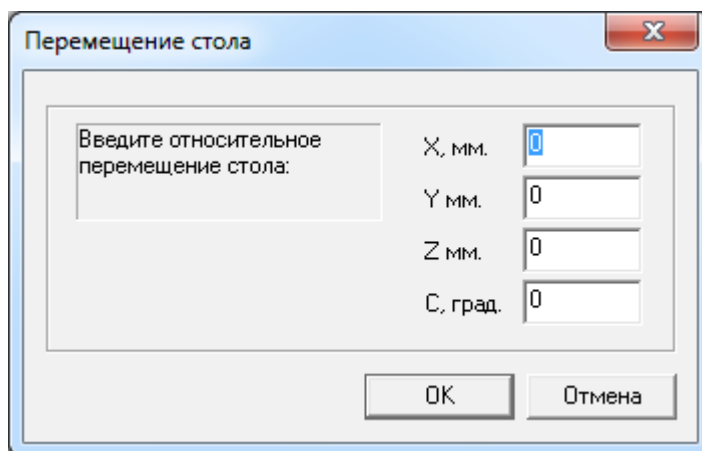 Перемещение стола
Введите относительное
перемещение стола:
X, мм. 0
Y мм. 0
Z мм. 0
C, град. 0
OK Отмена